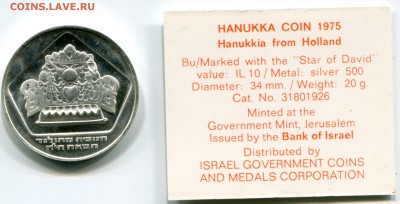 COINS.LAVE.RU
חנוכיה מהולנד
HANUKKA COIN 1975
Hanukkia from Holland
Bu/Marked with the "Star of David"
value: IL 10 / Metal: silver 500
Diameter: 34 mm. / Weight: 20 g.
Cat. No. 31801926
Minted at the
Government Mint, Jerusalem
Issued by the Bank of Israel
Distributed by
ISRAEL GOVERNMENT COINS
AND MEDALS CORPORATION